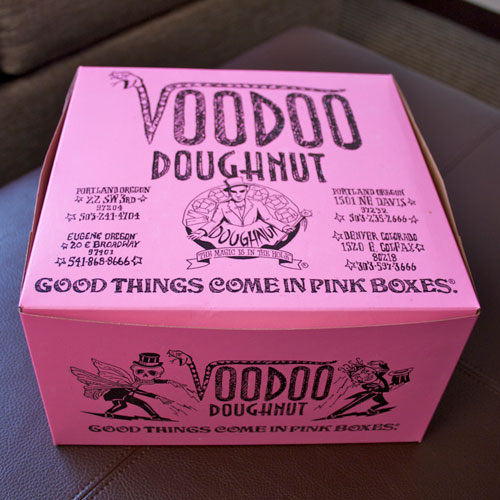 VOODOO
DOUGHNUT
PORTLAND OREGON
22 SW 3RD
97204
503-241-4704
PORTLAND OREGON
1501 NE DAVIS
97232
503-235-2666
DOUGHNUT
THE MAGIC IS IN THE HOLE
EUGENE OREGON
20 E BROADWAY
97401
541-868-8666
DENVER COLORADO
1520 E. COLFAX
80218
303-597-3666
GOOD THINGS COME IN PINK BOXES.®
VOODOO
DOUGHNUT
GOOD THINGS COME IN PINK BOXES.®